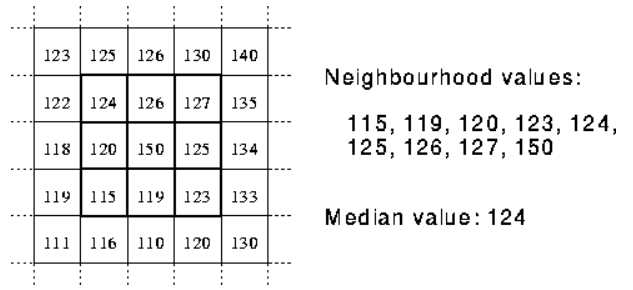 123 125 126 130 140
122 124 126 127 135
118 120 150 125 134
119 115 119 123 133
111 116 110 120 130
Neighbourhood values:
115, 119, 120, 123, 124,
125, 126, 127, 150
Median value: 124